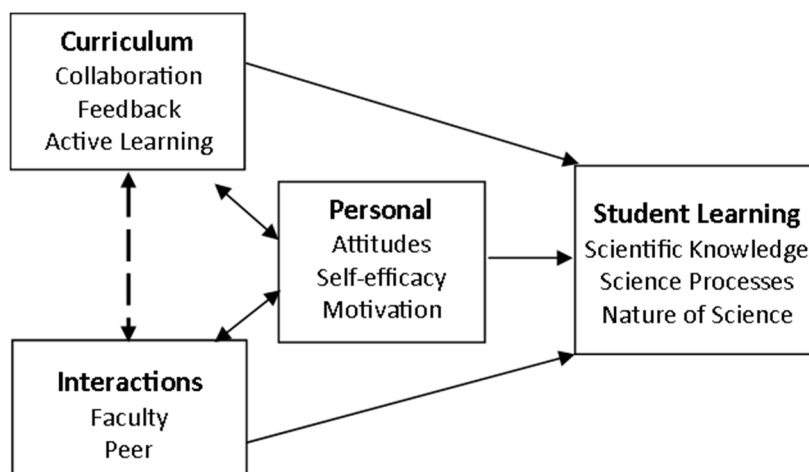 Curriculum
Collaboration
Feedback
Active Learning
Personal
Attitudes
Self-efficacy
Motivation
Student Learning
Scientific Knowledge
Science Processes
Nature of Science
Interactions
Faculty
Peer